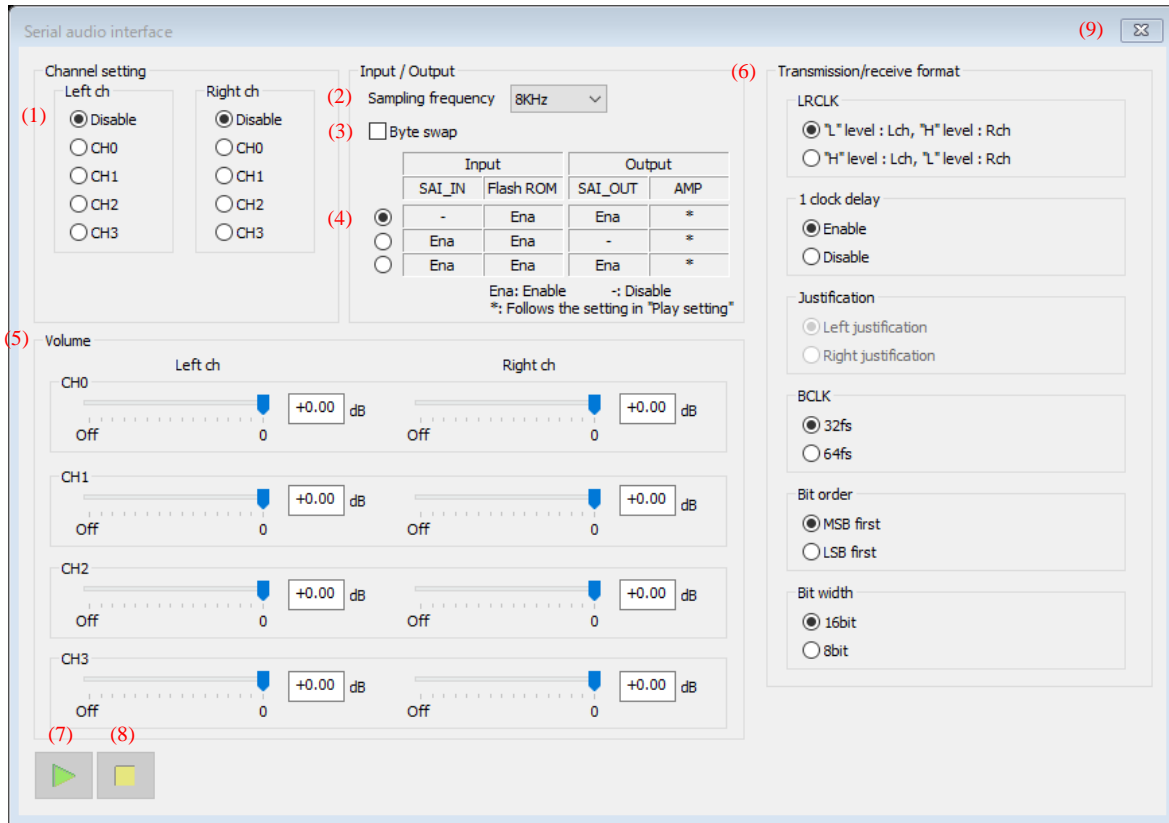 Serial audio interface
(9)
Channel setting
Left ch
Right ch
(1)
Disable
CH0
CH1
CH2
CH3
Disable
CH0
CH1
CH2
CH3
Input / Output
(2)
Sampling frequency 8KHz
(3)
Byte swap
Input Output
SAI_IN Flash ROM SAI_OUT AMP
(4)
- Ena Ena *
Ena Ena - *
Ena Ena Ena *
Ena: Enable -: Disable
*: Follows the setting in "Play setting"
(6)
Transmission/receive format
LRCLK
"L" level : Lch, "H" level : Rch
"H" level : Lch, "L" level : Rch
1 clock delay
Enable
Disable
Justification
Left justification
Right justification
BCLK
32fs
64fs
Bit order
MSB first
LSB first
Bit width
16bit
8bit
(5)
Volume
Left ch Right ch
CH0
+0.00 dB +0.00 dB
Off 0 Off 0
CH1
+0.00 dB +0.00 dB
Off 0 Off 0
CH2
+0.00 dB +0.00 dB
Off 0 Off 0
CH3
+0.00 dB +0.00 dB
Off 0 Off 0
(7) (8)